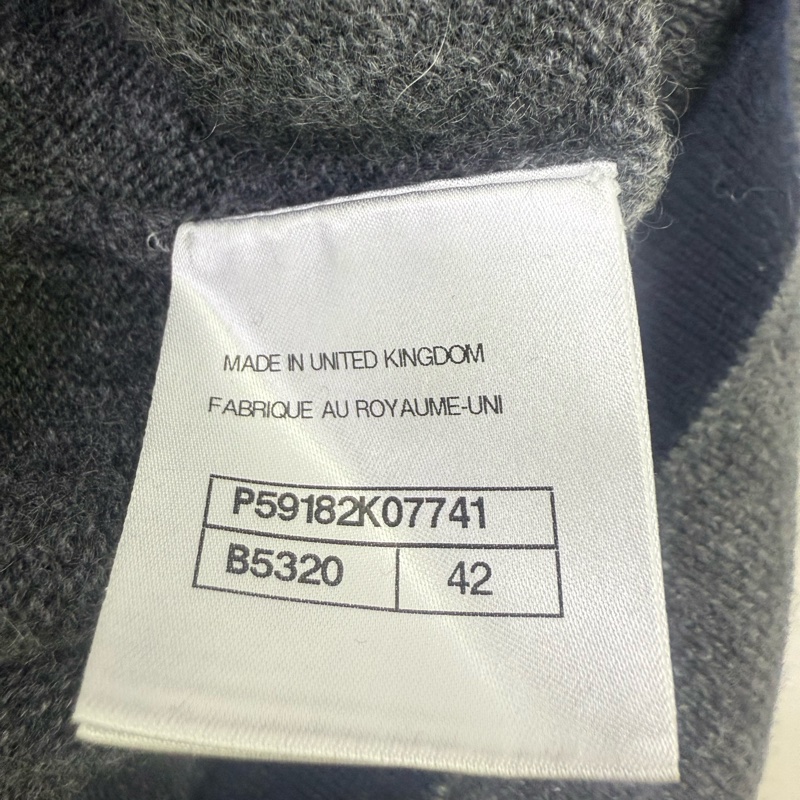 MADE IN UNITED KINGDOM
FABRIQUE AU ROYAUME-UNI
P59182K07741
B5320 42